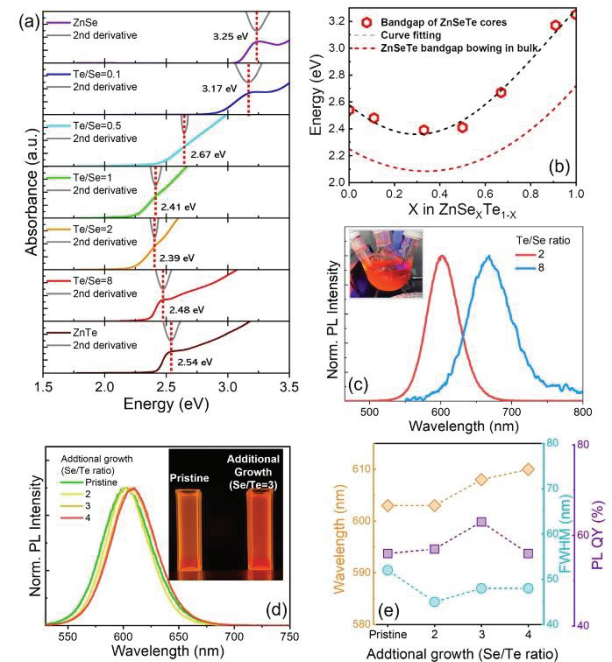 (a)
ZnSe
2nd derivative
3.25 eV
Te/Se=0.1
2nd derivative
3.17 eV
Te/Se=0.5
2nd derivative
2.67 eV
Te/Se=1
2nd derivative
2.41 eV
Te/Se=2
2nd derivative
2.39 eV
Te/Se=8
2nd derivative
2.48 eV
ZnTe
2nd derivative
2.54 eV
Absorbance (a.u.)
1.5 2.0 2.5 3.0 3.5
Energy (eV)
Bandgap of ZnSeTe cores
Curve fitting
ZnSeTe bandgap bowing in bulk
Energy (eV)
3.2
3.0
2.8
2.6
2.4
2.2
2.0
(b)
0.0 0.2 0.4 0.6 0.8 1.0
X in ZnSeXTe1-X
Te/Se ratio
2
8
Norm. PL Intensity
(c)
500 600 700 800
Wavelength (nm)
Addtional growth
(Se/Te ratio)
Pristine
2
3
4
Pristine
Additional
Growth
(Se/Te=3)
Norm. PL Intensity
(d)
550 600 650 700 750
Wavelength (nm)
Wavelength (nm)
610
600
590
580
FWHM (nm)
80
70
60
50
40
PL QY (%)
80
60
40
(e)
Pristine 2 3 4
Addtional growth (Se/Te ratio)